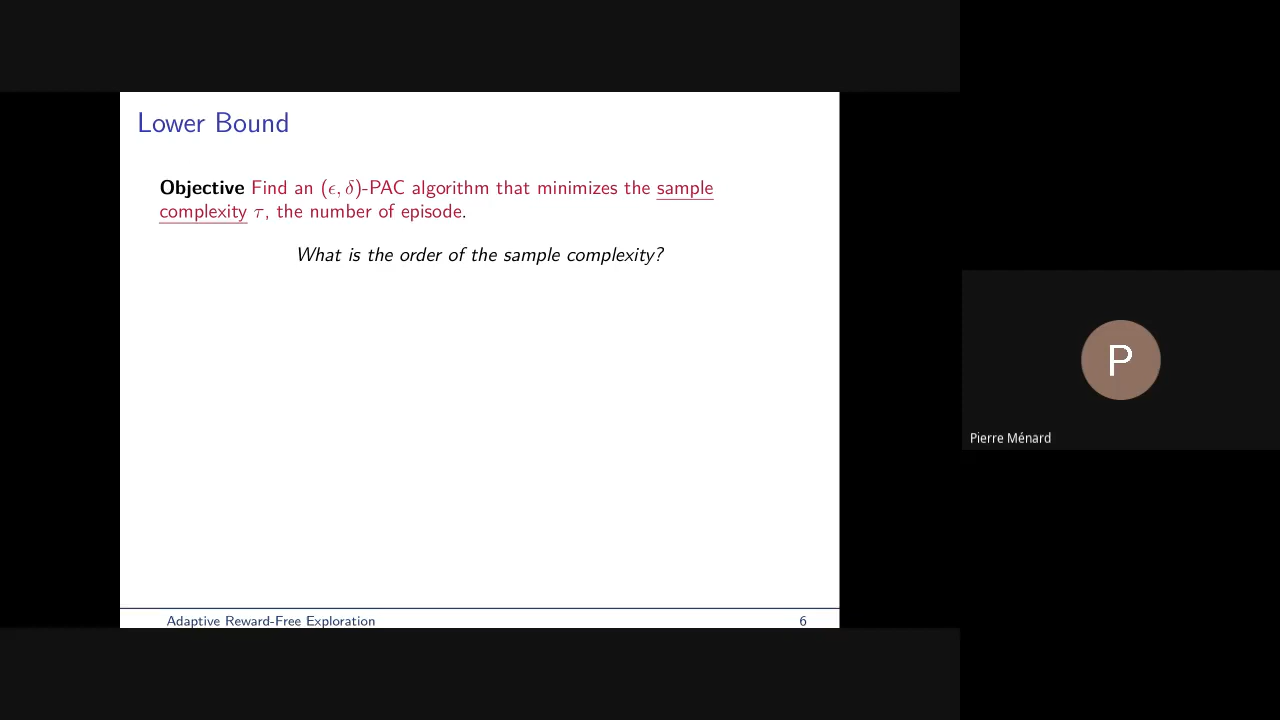 Lower Bound
Objective Find an (ϵ, δ)-PAC algorithm that minimizes the sample
complexity τ, the number of episode.
What is the order of the sample complexity?
Adaptive Reward-Free Exploration
6
P
Pierre Ménard